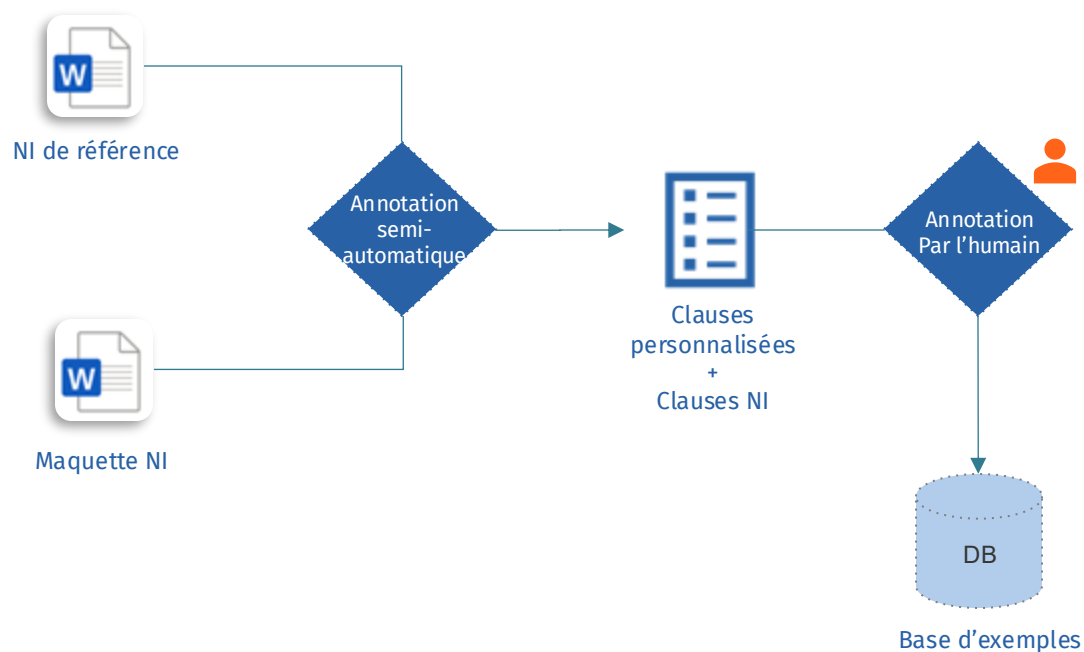 W
NI de référence
Annotation
semi-
automatique
W
Maquette NI
Clauses
personnalisées
+
Clauses NI
Annotation
Par l'humain
DB
Base d'exemples